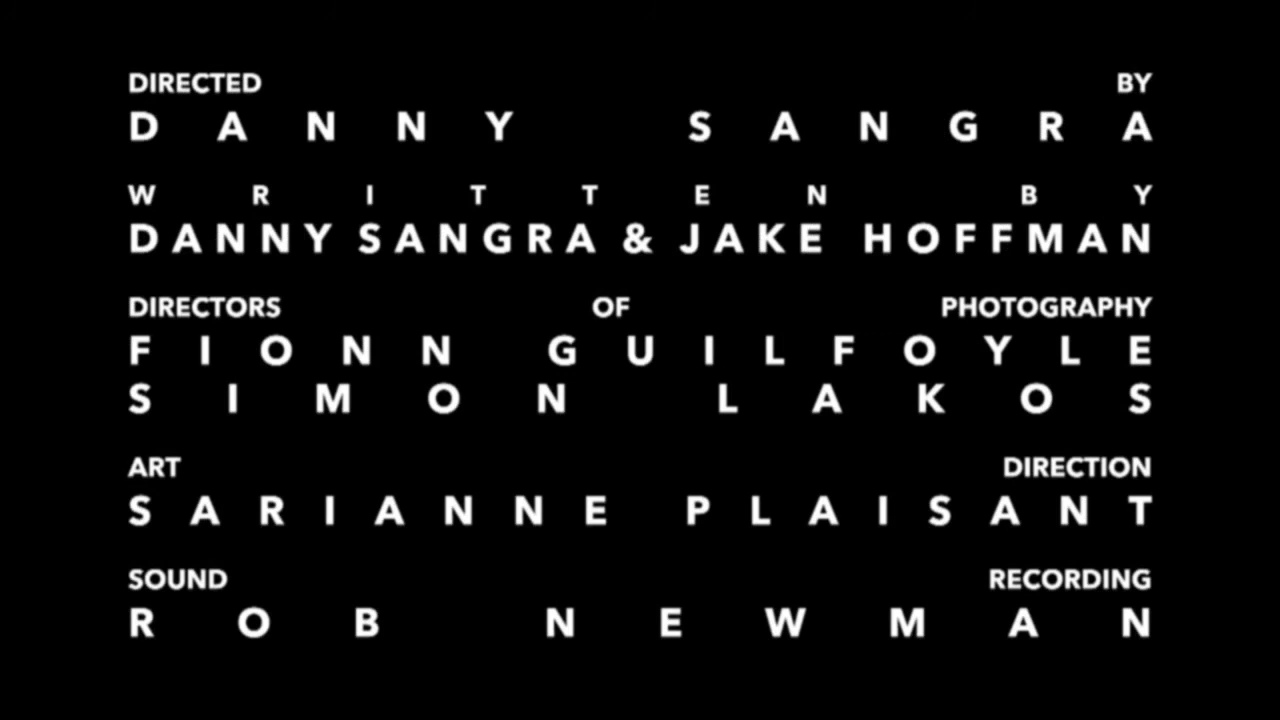 DIRECTED BY
DANNY SANGRA
WRITTEN BY
DANNY SANGRA & JAKE HOFFMAN
DIRECTORS OF PHOTOGRAPHY
FIONN GUILFOYLE
SIMON LAKOS
ART DIRECTION
SARIANNE PLAISANT
SOUND RECORDING
ROB NEWMAN